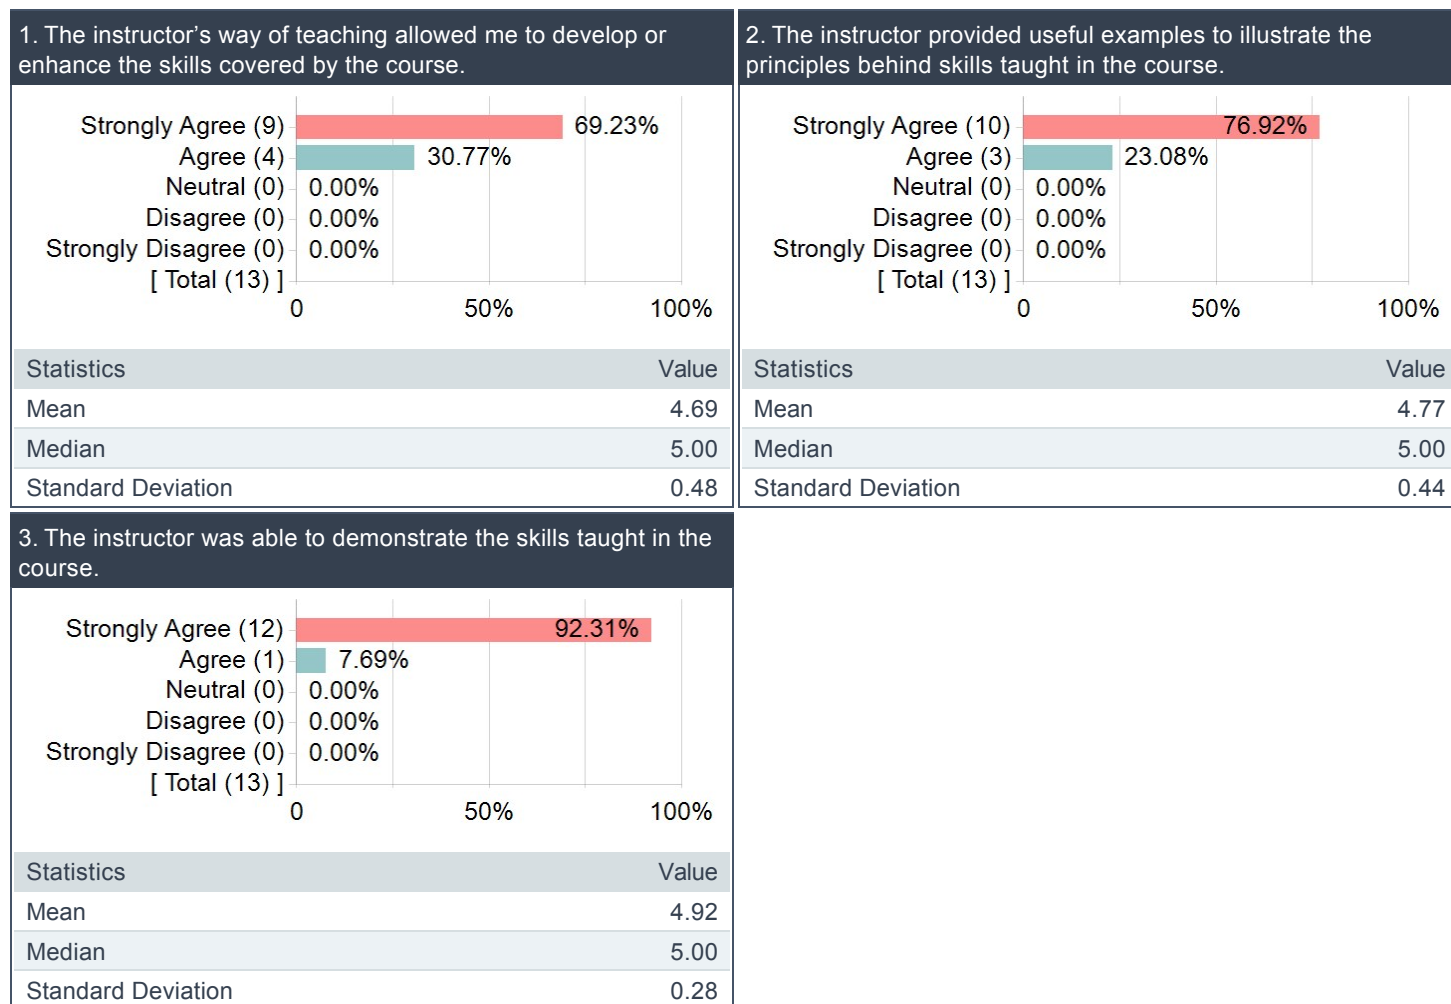 1. The instructor’s way of teaching allowed me to develop or
enhance the skills covered by the course.
Strongly Agree (9) 69.23%
Agree (4) 30.77%
Neutral (0) 0.00%
Disagree (0) 0.00%
Strongly Disagree (0) 0.00%
[ Total (13) ]
0 50% 100%
Statistics Value
Mean 4.69
Median 5.00
Standard Deviation 0.48
2. The instructor provided useful examples to illustrate the
principles behind skills taught in the course.
Strongly Agree (10) 76.92%
Agree (3) 23.08%
Neutral (0) 0.00%
Disagree (0) 0.00%
Strongly Disagree (0) 0.00%
[ Total (13) ]
0 50% 100%
Statistics Value
Mean 4.77
Median 5.00
Standard Deviation 0.44
3. The instructor was able to demonstrate the skills taught in the
course.
Strongly Agree (12) 92.31%
Agree (1) 7.69%
Neutral (0) 0.00%
Disagree (0) 0.00%
Strongly Disagree (0) 0.00%
[ Total (13) ]
0 50% 100%
Statistics Value
Mean 4.92
Median 5.00
Standard Deviation 0.28